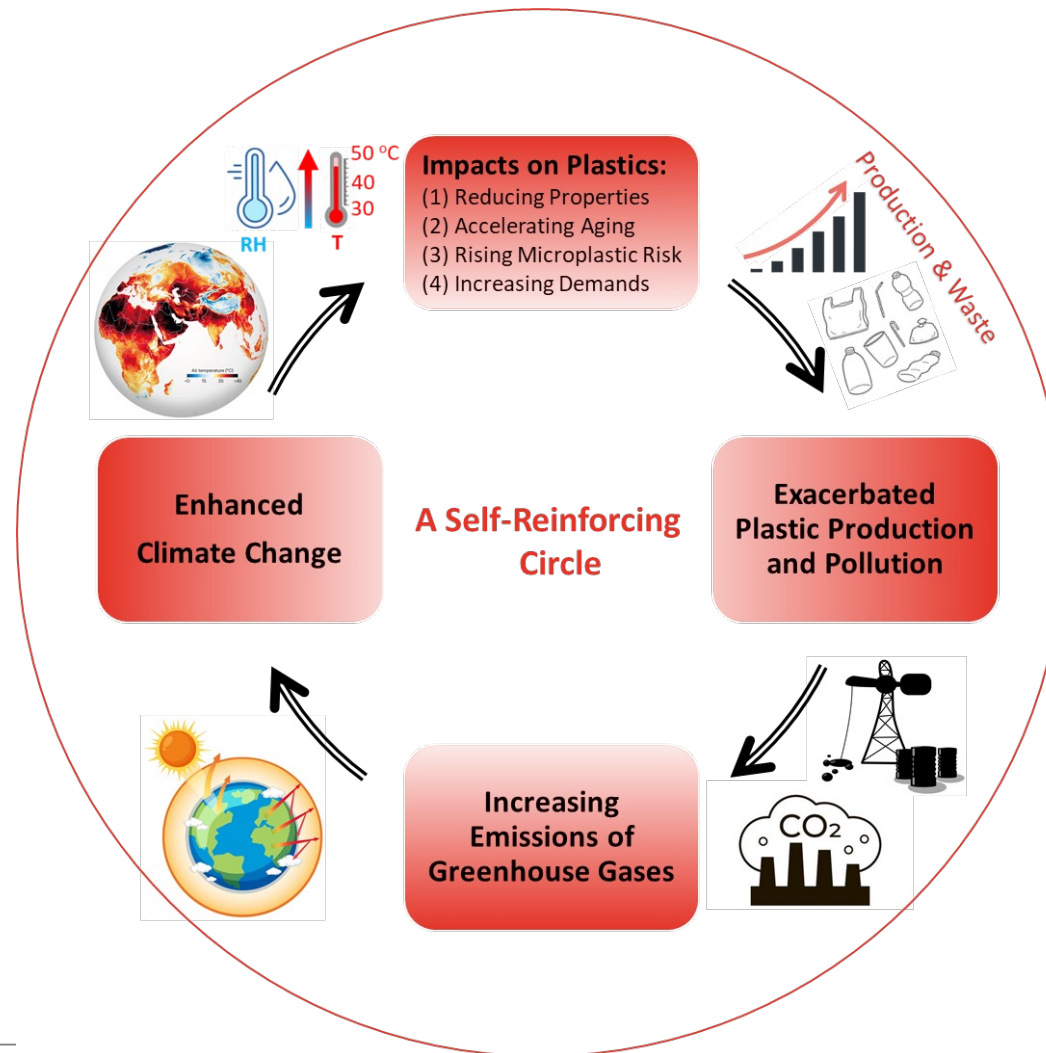 50 °C
40
30
RH
T
Impacts on Plastics:
(1) Reducing Properties
(2) Accelerating Aging
(3) Rising Microplastic Risk
(4) Increasing Demands
Production & Waste
Air temperature (°C)
Enhanced
Climate Change
A Self-Reinforcing
Circle
Exacerbated
Plastic Production
and Pollution
Increasing
Emissions of
Greenhouse Gases
CO₂